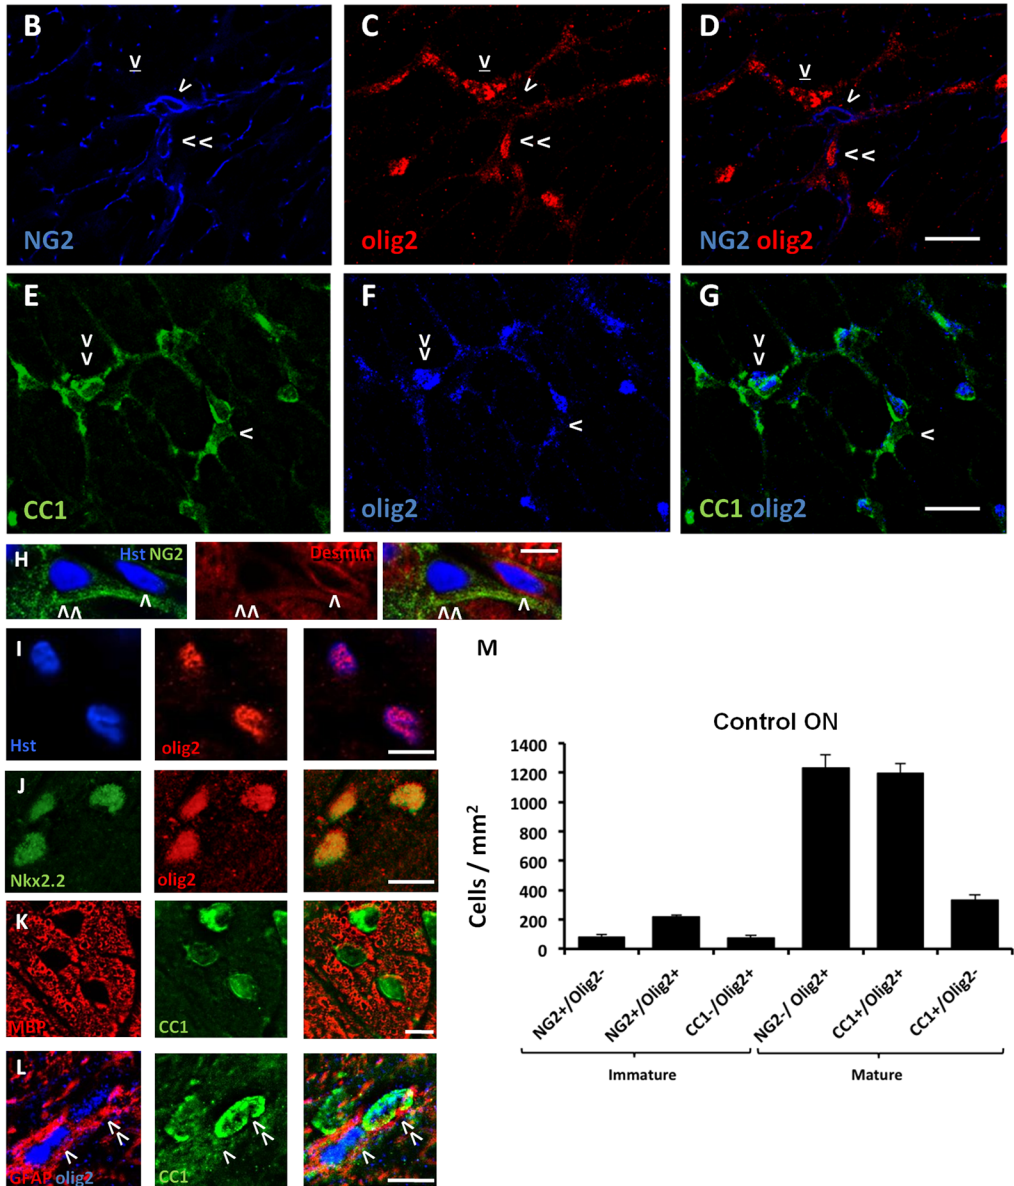 B
C
D
V
V
V
<
<
<
<<
<<
<<
NG2
olig2
NG2 olig2
E
F
G
<<
<<
<<
<
<
<
CC1
olig2
CC1 olig2
H
Hst NG2
Desmin
^^
^
^^
^
^^
^
I
Hst
olig2
J
Nkx2.2
olig2
K
MBP
CC1
L
GFAP olig2
CC1
<
<<
<
<<
<
<<
M
Control ON
Cells / mm²
1400
1200
1000
800
600
400
200
0
NG2+/Olig2-
NG2+/Olig2+
CC1-/Olig2+
NG2-/ Olig2+
CC1+/Olig2+
CC1+/Olig2-
Immature
Mature